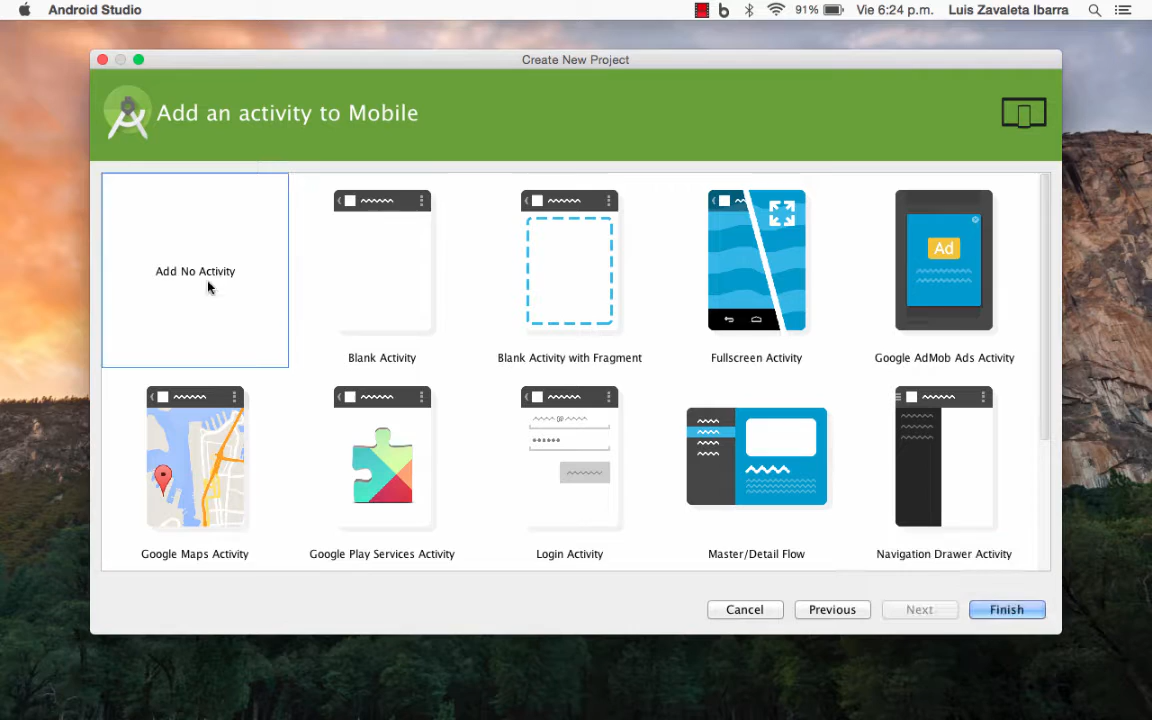 Android Studio
91%
Vie 6:24 p.m.
Luis Zavaleta Ibarra
Create New Project
Add an activity to Mobile
Add No Activity
Blank Activity
Blank Activity with Fragment
Fullscreen Activity
Ad
Google AdMob Ads Activity
Google Maps Activity
Google Play Services Activity
Login Activity
Master/Detail Flow
Navigation Drawer Activity
Cancel
Previous
Next
Finish